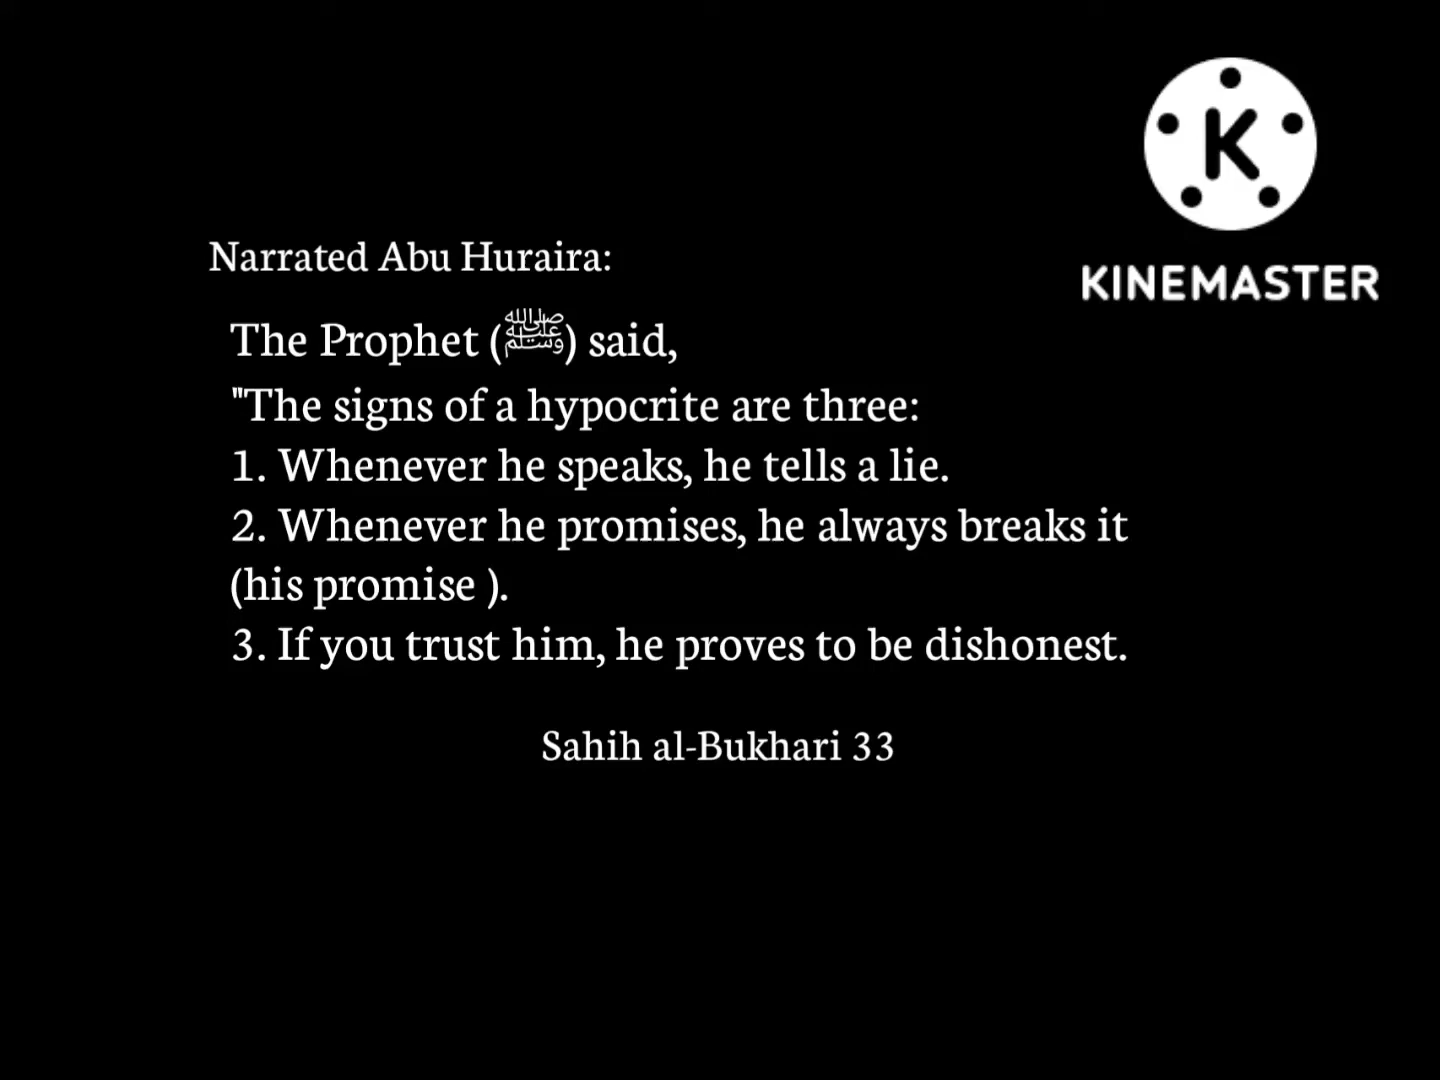 K
KINEMASTER
Narrated Abu Huraira:
The Prophet (ﷺ) said,
"The signs of a hypocrite are three:
1. Whenever he speaks, he tells a lie.
2. Whenever he promises, he always breaks it
(his promise ).
3. If you trust him, he proves to be dishonest.
Sahih al-Bukhari 33